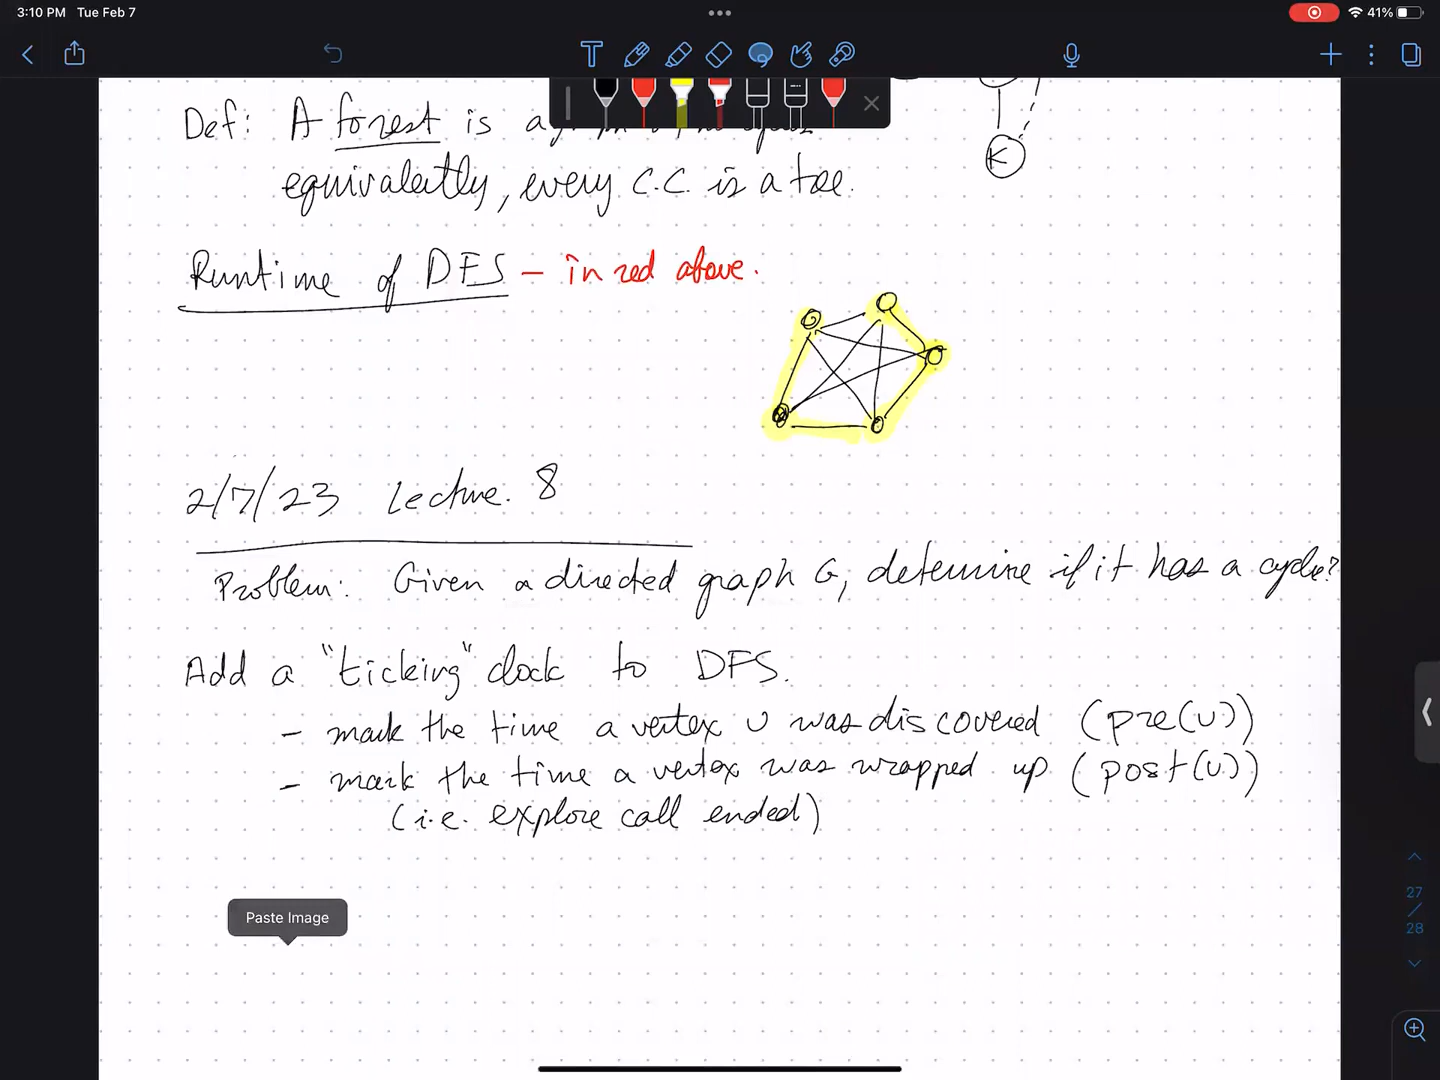 3:10 PM Tue Feb 7
41%
Def: A forest is a
equivalently, every C.C. is a tree.
K
Runtime of DFS - in red above.
2/7/23 Lecture. 8
Problem: Given a directed graph G, determine if it has a cycle?
Add a "ticking" clock to DFS.
- mark the time a vertex u was discovered (pre(u))
- mark the time a vertex was wrapped up (post(u))
(i.e. explore call ended)
Paste Image
27
/
28